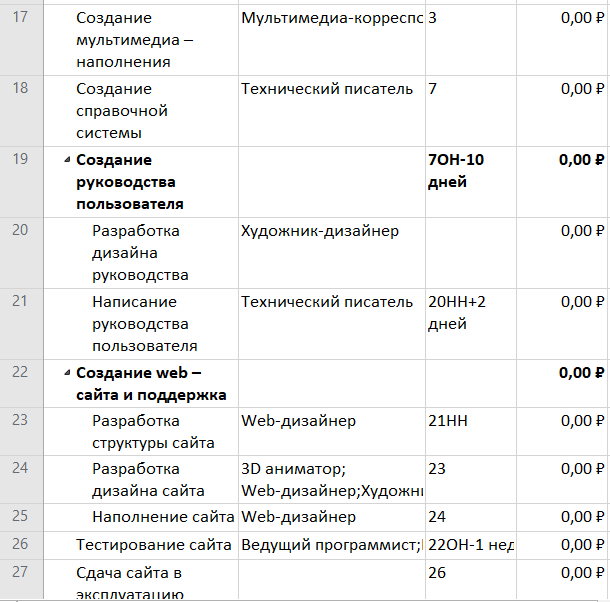 17 Создание Мультимедиа-корреспо 3 0,00 ₽
мультимедиа –
наполнения
18 Создание Технический писатель 7 0,00 ₽
справочной
системы
19 Создание 7ОН-10 0,00 ₽
руководства дней
пользователя
20 Разработка Художник-дизайнер 0,00 ₽
дизайна
руководства
21 Написание Технический писатель 20НН+2 0,00 ₽
руководства дней
пользователя
22 Создание web – 0,00 ₽
сайта и поддержка
23 Разработка Web-дизайнер 21НН 0,00 ₽
структуры сайта
24 Разработка 3D аниматор; 23 0,00 ₽
дизайна сайта Web-дизайнер;Художни
25 Наполнение сайта Web-дизайнер 24 0,00 ₽
26 Тестирование сайта Ведущий программист; 22ОН-1 нед 0,00 ₽
27 Сдача сайта в 26 0,00 ₽
эксплуатацию